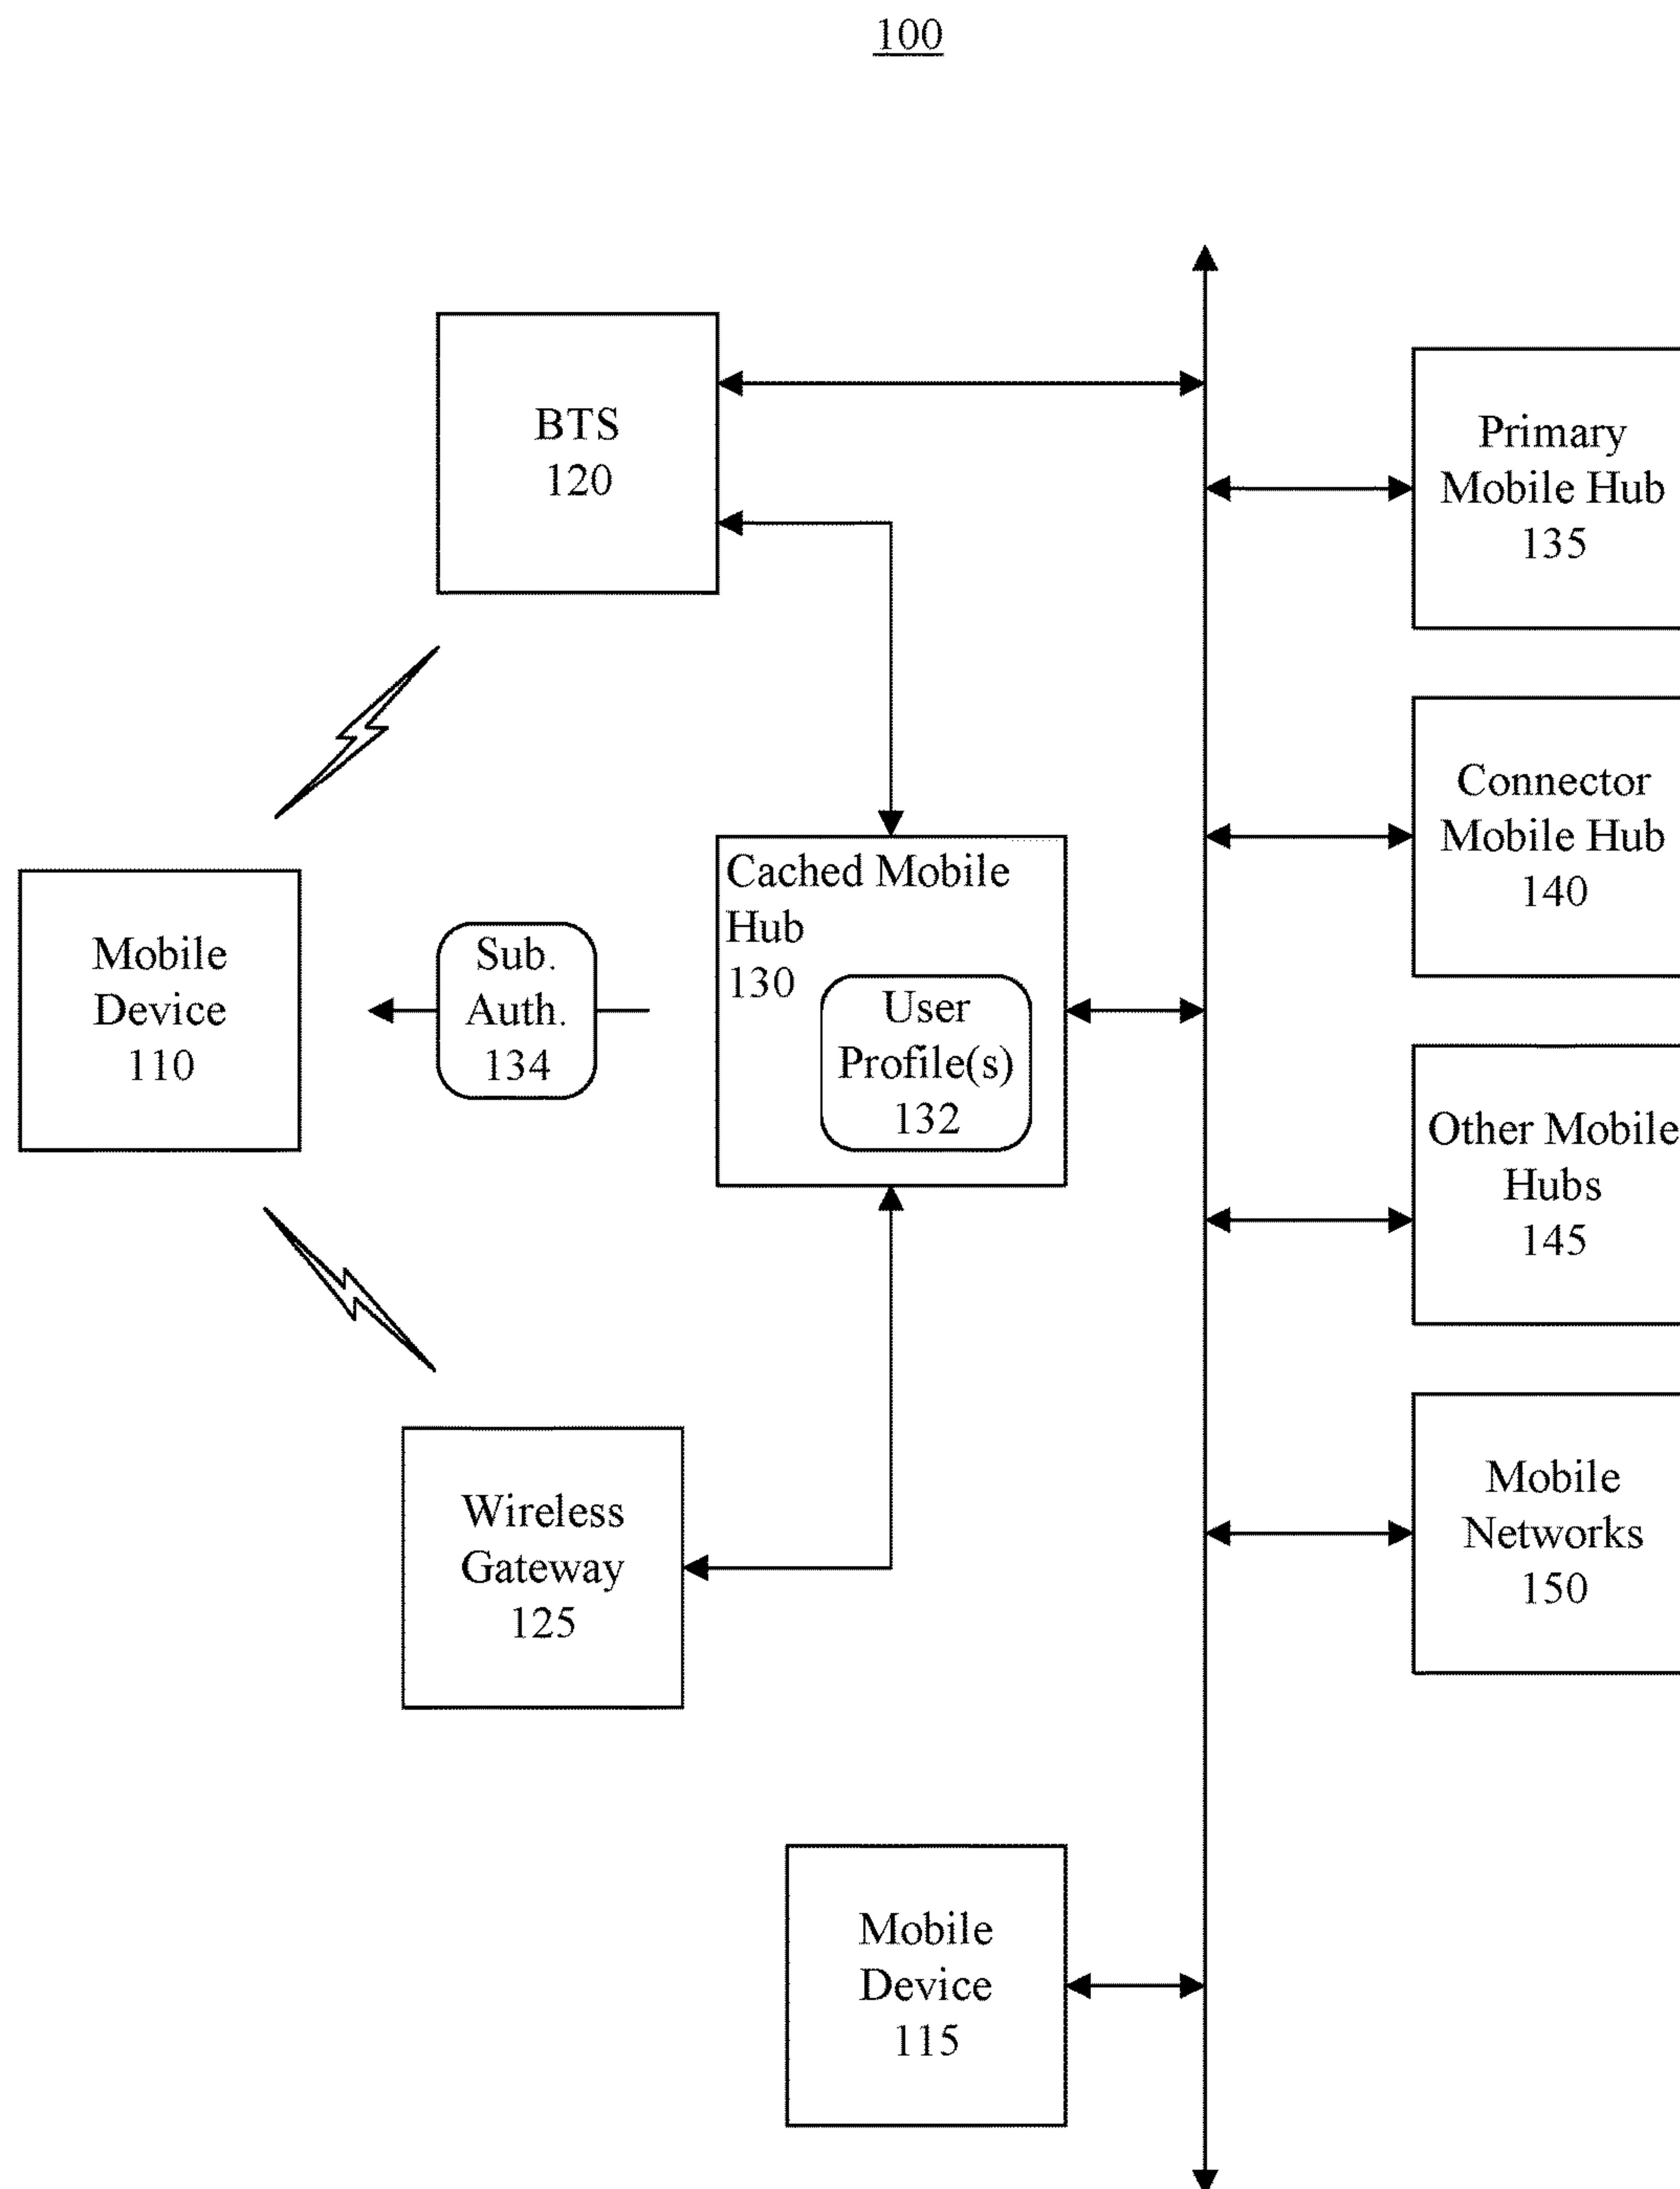 100
BTS
120
Primary
Mobile Hub
135
Connector
Mobile Hub
140
Cached Mobile
Hub
130
User
Profile(s)
132
Mobile
Device
110
Sub.
Auth.
134
Other Mobile
Hubs
145
Wireless
Gateway
125
Mobile
Networks
150
Mobile
Device
115